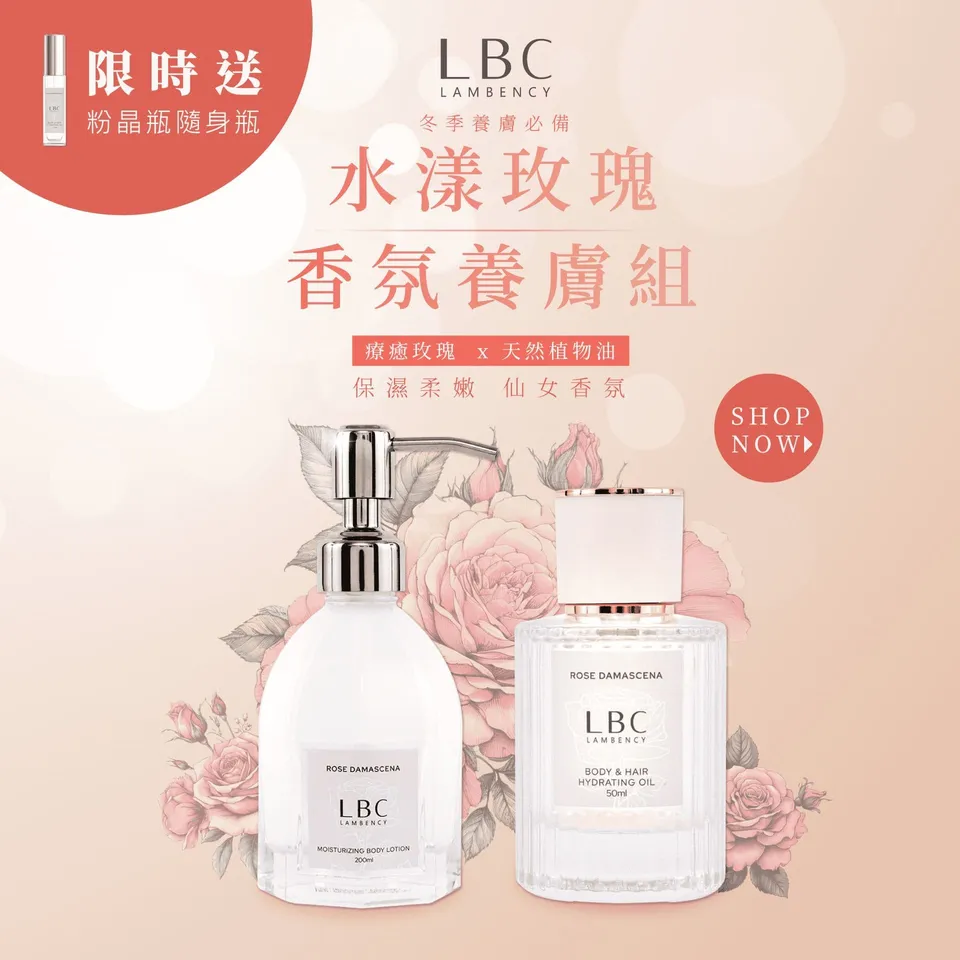 限時送
粉晶瓶隨身瓶
LBC
LBC
LAMBENCY
冬季養膚必備
水漾玫瑰
香氛養膚組
療癒玫瑰 x 天然植物油
保濕柔嫩 仙女香氛
SHOP
NOW
ROSE DAMASCENA
LBC
LAMBENCY
MOISTURIZING BODY LOTION
200ml
ROSE DAMASCENA
LBC
LAMBENCY
BODY & HAIR
HYDRATING OIL
50ml